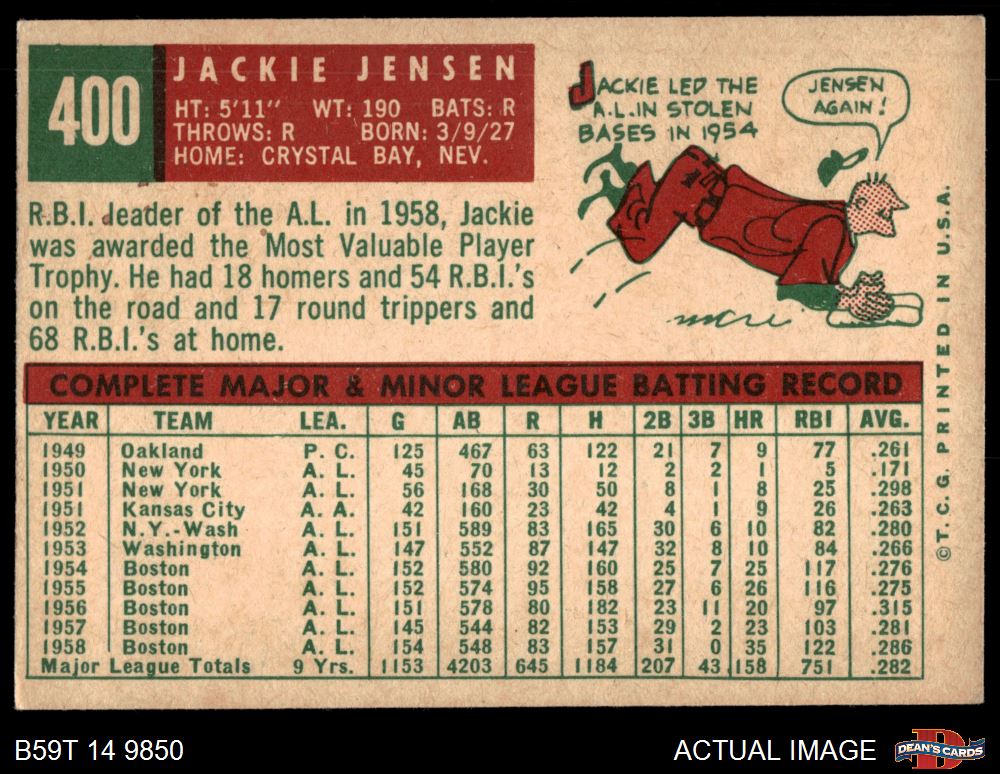 400
JACKIE JENSEN
HT: 5'11" WT: 190 BATS: R
THROWS: R BORN: 3/9/27
HOME: CRYSTAL BAY, NEV.
JACKIE LED THE
A.L. IN STOLEN
BASES IN 1954
JENSEN
AGAIN!
R.B.I. leader of the A.L. in 1958, Jackie
was awarded the Most Valuable Player
Trophy. He had 18 homers and 54 R.B.I.'s
on the road and 17 round trippers and
68 R.B.I.'s at home.
COMPLETE MAJOR & MINOR LEAGUE BATTING RECORD
YEAR TEAM LEA. G AB R H 2B 3B HR RBI AVG.
1949 Oakland P. C. 125 467 63 122 21 7 9 77 .261
1950 New York A. L. 45 70 13 12 2 2 1 5 .171
1951 New York A. L. 56 168 30 50 8 1 8 25 .298
1951 Kansas City A. A. 42 160 23 42 4 1 9 26 .263
1952 N.Y.-Wash A. L. 151 589 83 165 30 6 10 82 .280
1953 Washington A. L. 147 552 87 147 32 8 10 84 .266
1954 Boston A. L. 152 580 92 160 25 7 25 117 .276
1955 Boston A. L. 152 574 95 158 27 6 26 116 .275
1956 Boston A. L. 151 578 80 182 23 11 20 97 .315
1957 Boston A. L. 145 544 82 153 29 2 23 103 .281
1958 Boston A. L. 154 548 83 157 31 0 35 122 .286
Major League Totals 9 Yrs. 1153 4203 645 1184 207 43 158 751 .282
© T. C. G. PRINTED IN U.S.A.
B59T 14 9850
ACTUAL IMAGE
DEAN'S CARDS